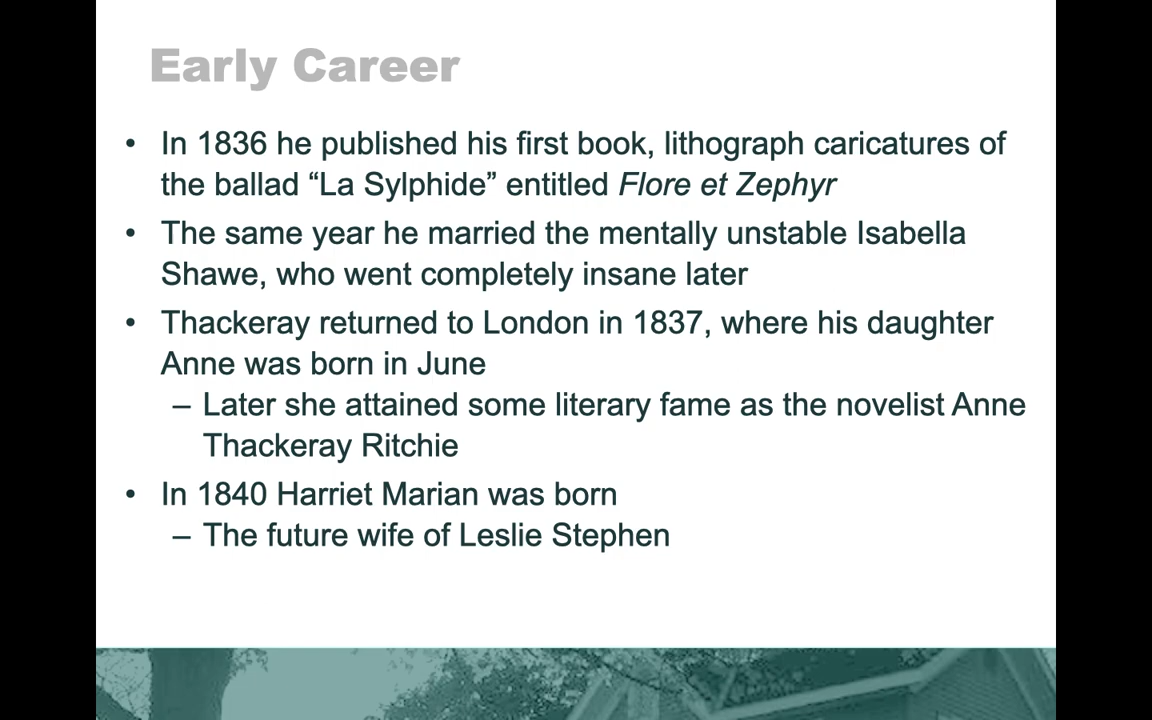 Early Career
• In 1836 he published his first book, lithograph caricatures of
the ballad “La Sylphide” entitled Flore et Zephyr
• The same year he married the mentally unstable Isabella
Shawe, who went completely insane later
• Thackeray returned to London in 1837, where his daughter
Anne was born in June
– Later she attained some literary fame as the novelist Anne
Thackeray Ritchie
• In 1840 Harriet Marian was born
– The future wife of Leslie Stephen